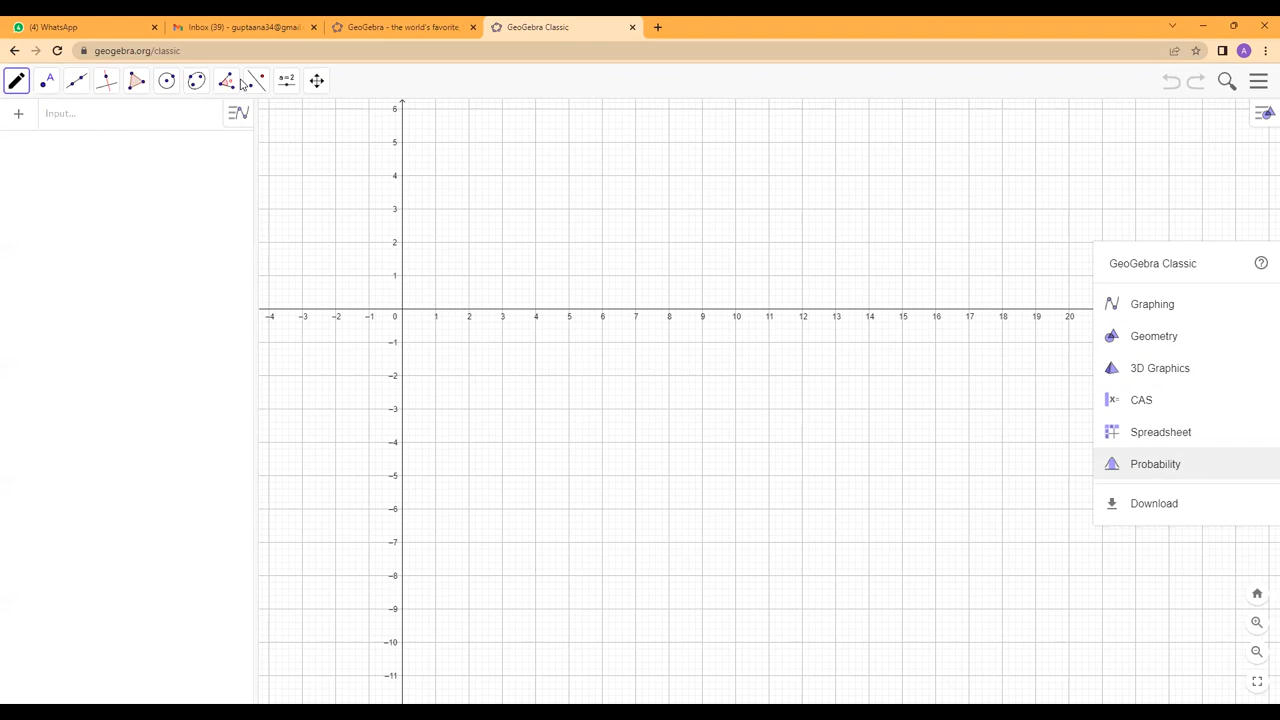 (4) WhatsApp
Inbox (39) - guptaana34@gmail
GeoGebra - the world's favorite,
GeoGebra Classic
geogebra.org/classic
A
A
a=2
Input...
GeoGebra Classic
Graphing
Geometry
3D Graphics
x= CAS
Spreadsheet
Probability
Download
6
5
4
3
2
1
0
-4 -3 -2 -1 1 2 3 4 5 6 7 8 9 10 11 12 13 14 15 16 17 18 19 20
-1
-2
-3
-4
-5
-6
-7
-8
-9
-10
-11